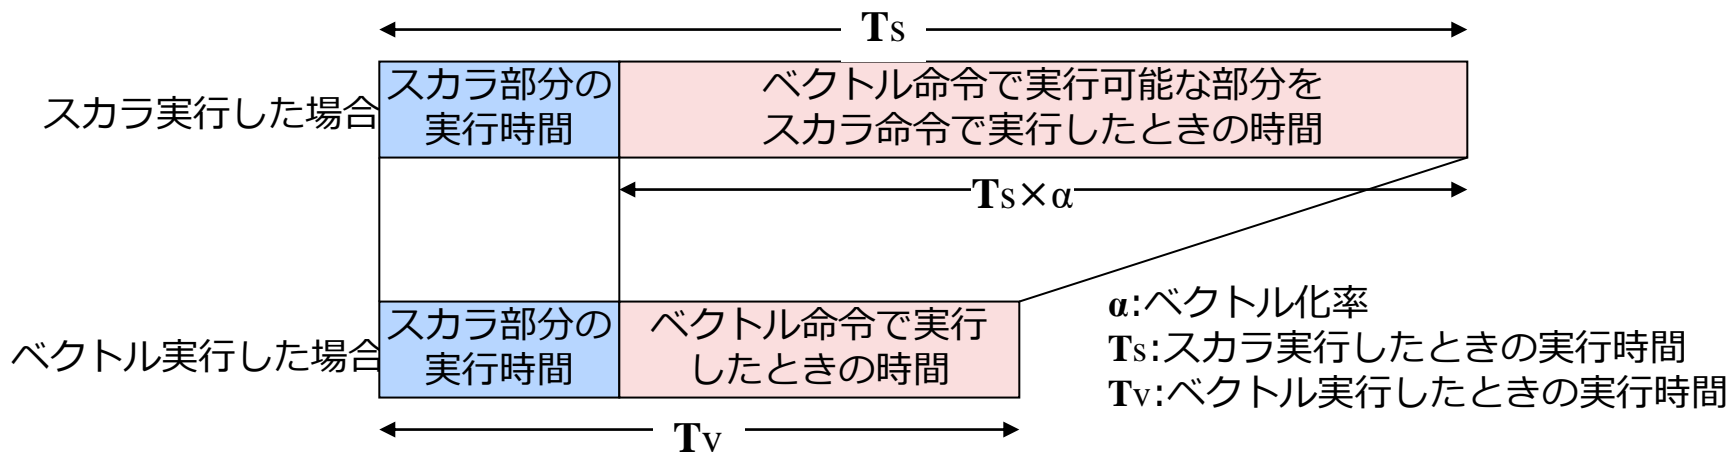 Ts
スカラ実行した場合
スカラ部分の
実行時間
ベクトル命令で実行可能な部分を
スカラ命令で実行したときの時間
Ts×α
ベクトル実行した場合
スカラ部分の
実行時間
ベクトル命令で実行
したときの時間
Tv
α:ベクトル化率
Ts:スカラ実行したときの実行時間
Tv:ベクトル実行したときの実行時間